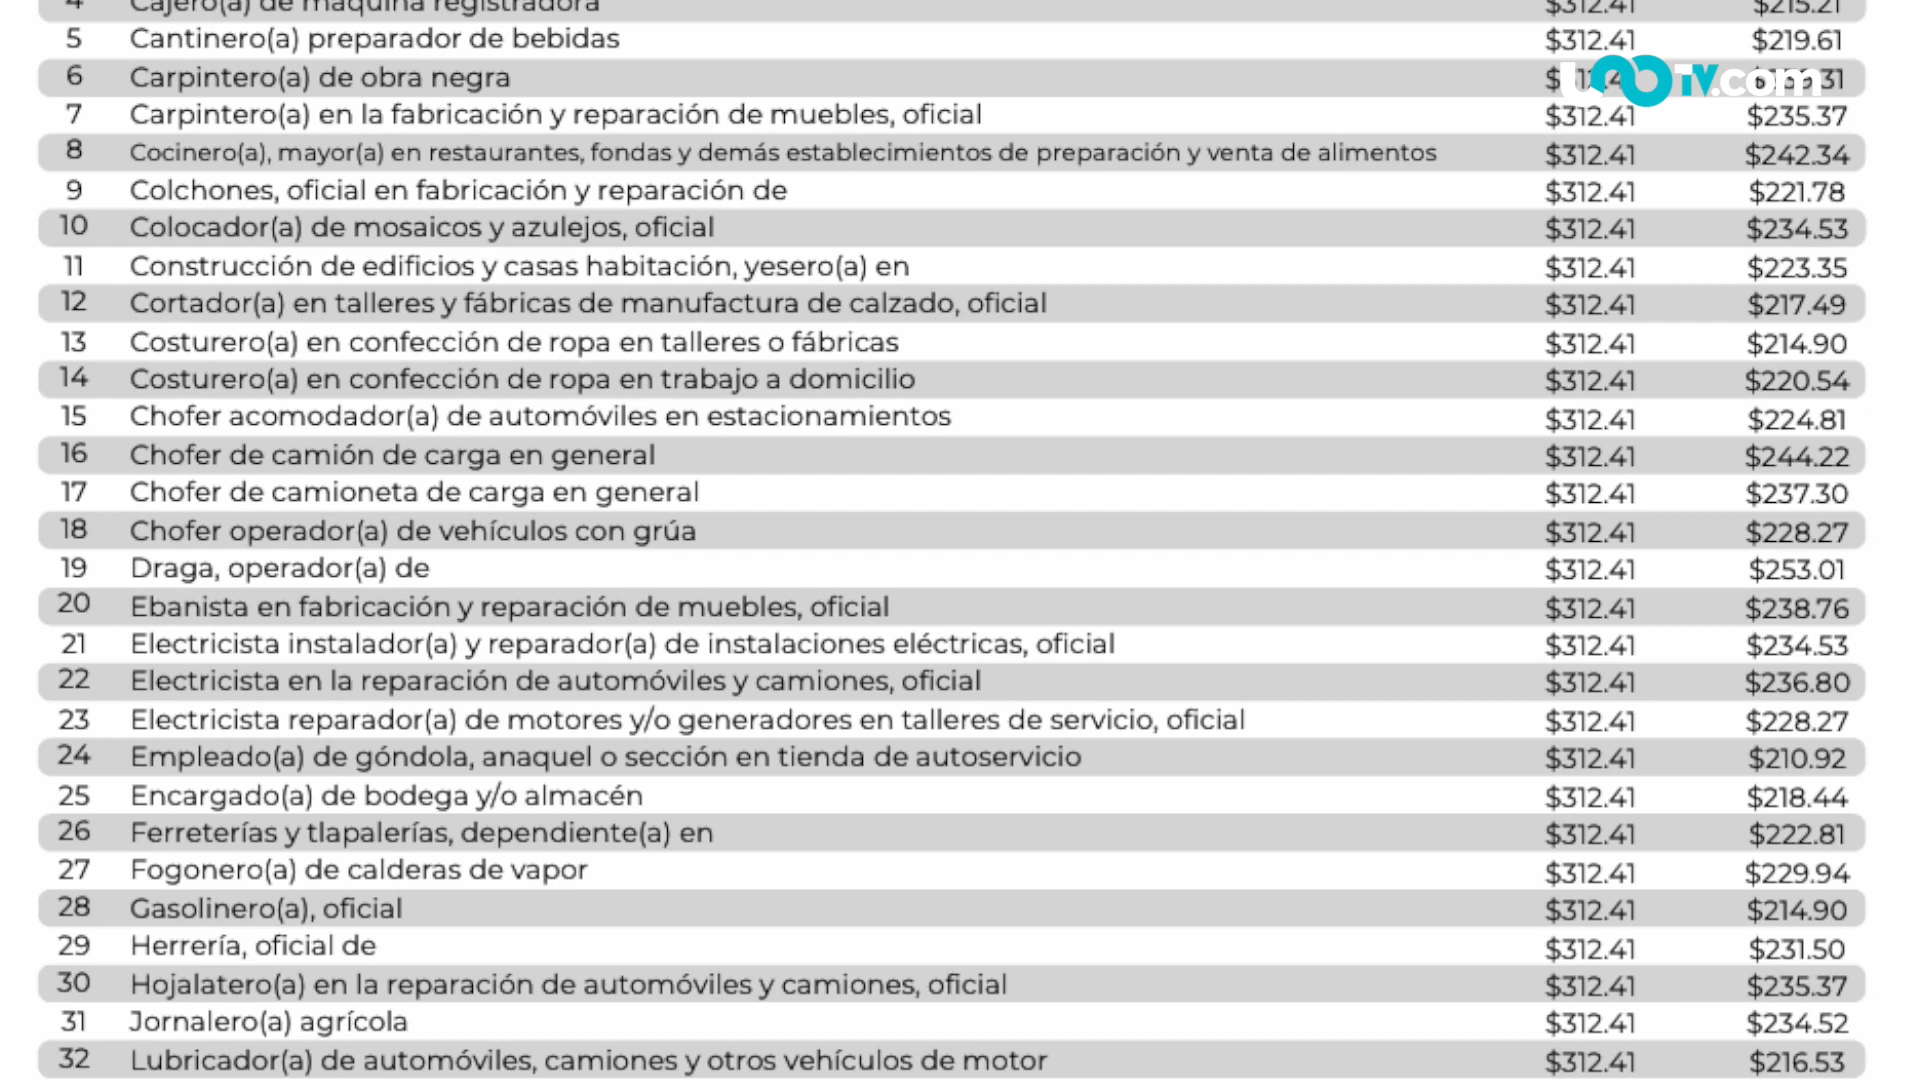 4 Cajero(a) de máquina registradora $312.41 $215.21
5 Cantinero(a) preparador de bebidas $312.41 $219.61
unoTV.com
6 Carpintero(a) de obra negra
7 Carpintero(a) en la fabricación y reparación de muebles, oficial $312.41 $235.37
8 Cocinero(a), mayor(a) en restaurantes, fondas y demás establecimientos de preparación y venta de alimentos $312.41 $242.34
9 Colchones, oficial en fabricación y reparación de $312.41 $221.78
10 Colocador(a) de mosaicos y azulejos, oficial $312.41 $234.53
11 Construcción de edificios y casas habitación, yesero(a) en $312.41 $223.35
12 Cortador(a) en talleres y fábricas de manufactura de calzado, oficial $312.41 $217.49
13 Costurero(a) en confección de ropa en talleres o fábricas $312.41 $214.90
14 Costurero(a) en confección de ropa en trabajo a domicilio $312.41 $220.54
15 Chofer acomodador(a) de automóviles en estacionamientos $312.41 $224.81
16 Chofer de camión de carga en general $312.41 $244.22
17 Chofer de camioneta de carga en general $312.41 $237.30
18 Chofer operador(a) de vehículos con grúa $312.41 $228.27
19 Draga, operador(a) de $312.41 $253.01
20 Ebanista en fabricación y reparación de muebles, oficial $312.41 $238.76
21 Electricista instalador(a) y reparador(a) de instalaciones eléctricas, oficial $312.41 $234.53
22 Electricista en la reparación de automóviles y camiones, oficial $312.41 $236.80
23 Electricista reparador(a) de motores y/o generadores en talleres de servicio, oficial $312.41 $228.27
24 Empleado(a) de góndola, anaquel o sección en tienda de autoservicio $312.41 $210.92
25 Encargado(a) de bodega y/o almacén $312.41 $218.44
26 Ferreterías y tlapalerías, dependiente(a) en $312.41 $222.81
27 Fogonero(a) de calderas de vapor $312.41 $229.94
28 Gasolinero(a), oficial $312.41 $214.90
29 Herrería, oficial de $312.41 $231.50
30 Hojalatero(a) en la reparación de automóviles y camiones, oficial $312.41 $235.37
31 Jornalero(a) agrícola $312.41 $234.52
32 Lubricador(a) de automóviles, camiones y otros vehículos de motor $312.41 $216.53